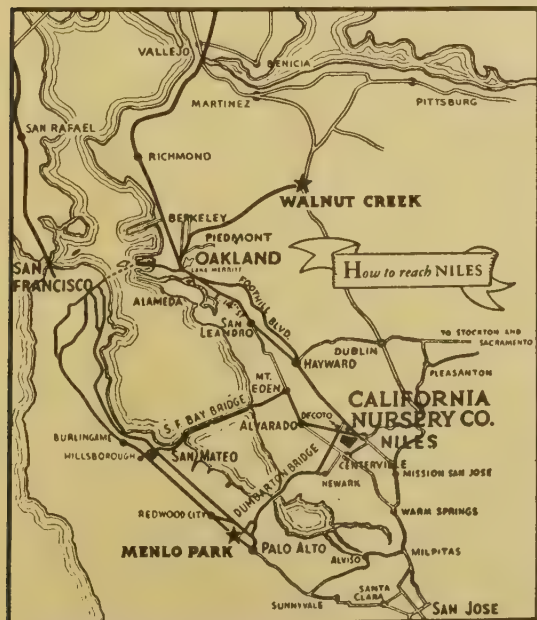 VALLEJO
BENICIA
MARTINEZ
PITTSBURG
SAN RAFAEL
RICHMOND
WALNUT CREEK
BERKELEY
PIEDMONT
OAKLAND
LAKE MERRITT
How to reach NILES
SAN
FRANCISCO
ALAMEDA
FOOTHILL BLVD.
E. 14
SAN
LEANDRO
DUBLIN
TO STOCKTON AND
SACRAMENTO
HAYWARD
PLEASANTON
MT.
EDEN
CALIFORNIA
NURSERY CO.
NILES
S. F. BAY BRIDGE
DECOTO
ALVARADO
BURLINGAME
HILLSBOROUGH
SAN MATEO
CENTERVILLE
MISSION SAN JOSE
DUMBARTON BRIDGE
NEWARK
REDWOOD CITY
WARM SPRINGS
MENLO PARK
PALO ALTO
ALVISO
MILPITAS
SUNNYVALE
SANTA
CLARA
SAN JOSE